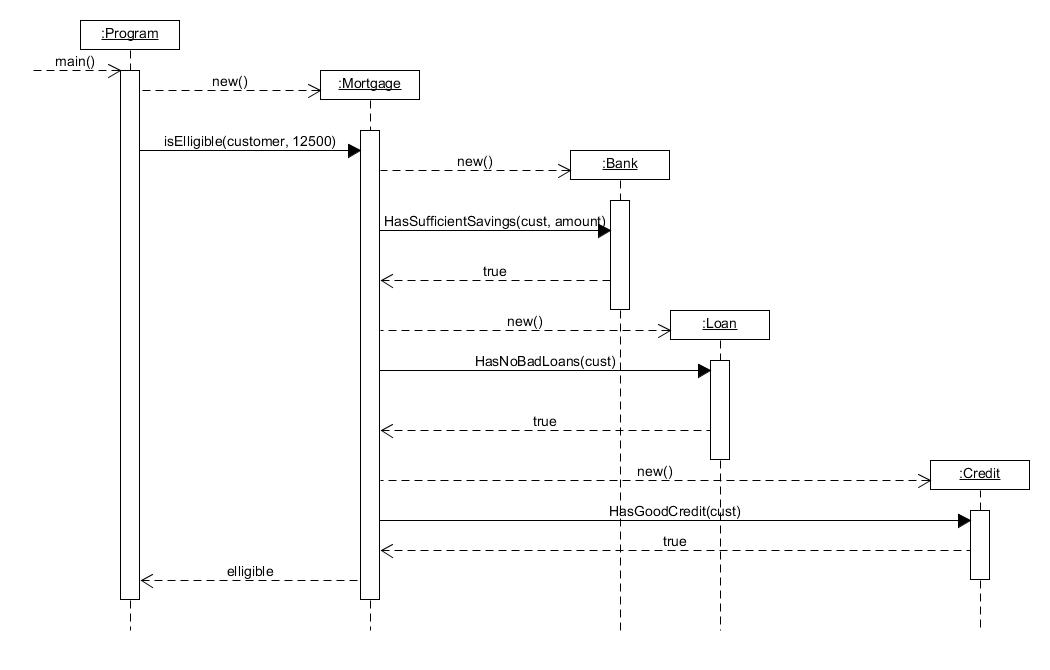 :Program
main()
new()
:Mortgage
isElligible(customer, 12500)
new()
:Bank
HasSufficientSavings(cust, amount)
true
new()
:Loan
HasNoBadLoans(cust)
true
new()
:Credit
HasGoodCredit(cust)
true
elligible